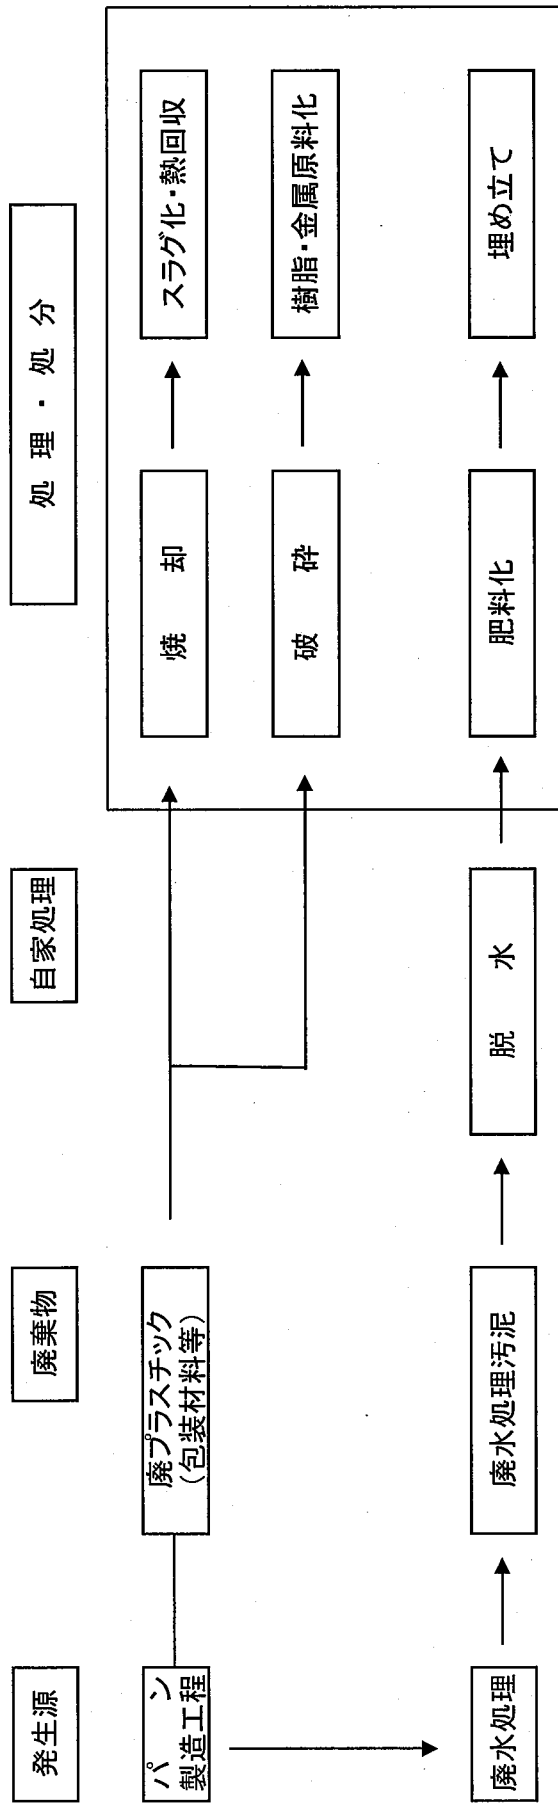 発生源
廃棄物
自家処理
処理・処分
パン
製造工程
廃プラスチック
（包装材料等）
焼却
スラグ化・熱回収
破砕
樹脂・金属原料化
廃水処理
廃水処理汚泥
脱水
肥料化
埋め立て